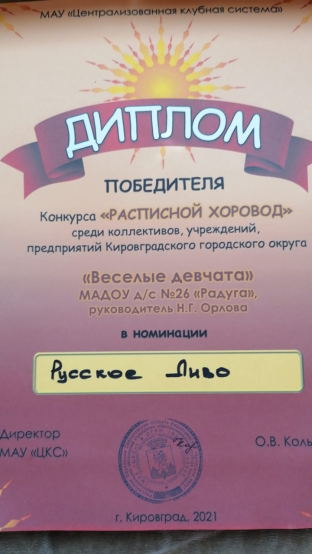 МАУ «Централизованная клубная система»
ДИПЛОМ
ПОБЕДИТЕЛЯ
Конкурса «РАСПИСНОЙ ХОРОВОД»
среди коллективов, учреждений,
предприятий Кировградского городского округа
«Веселые девчата»
МАДОУ д/с №26 «Радуга»,
руководитель Н.Г. Орлова
в номинации
Русское Диво
Директор
МАУ «ЦКС»
О.В. Коль
г. Кировград, 2021